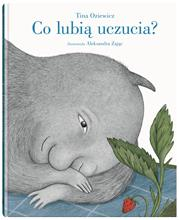 Tina Oziewicz
Co lubią uczucia?
ilustrowała Aleksandra Zając